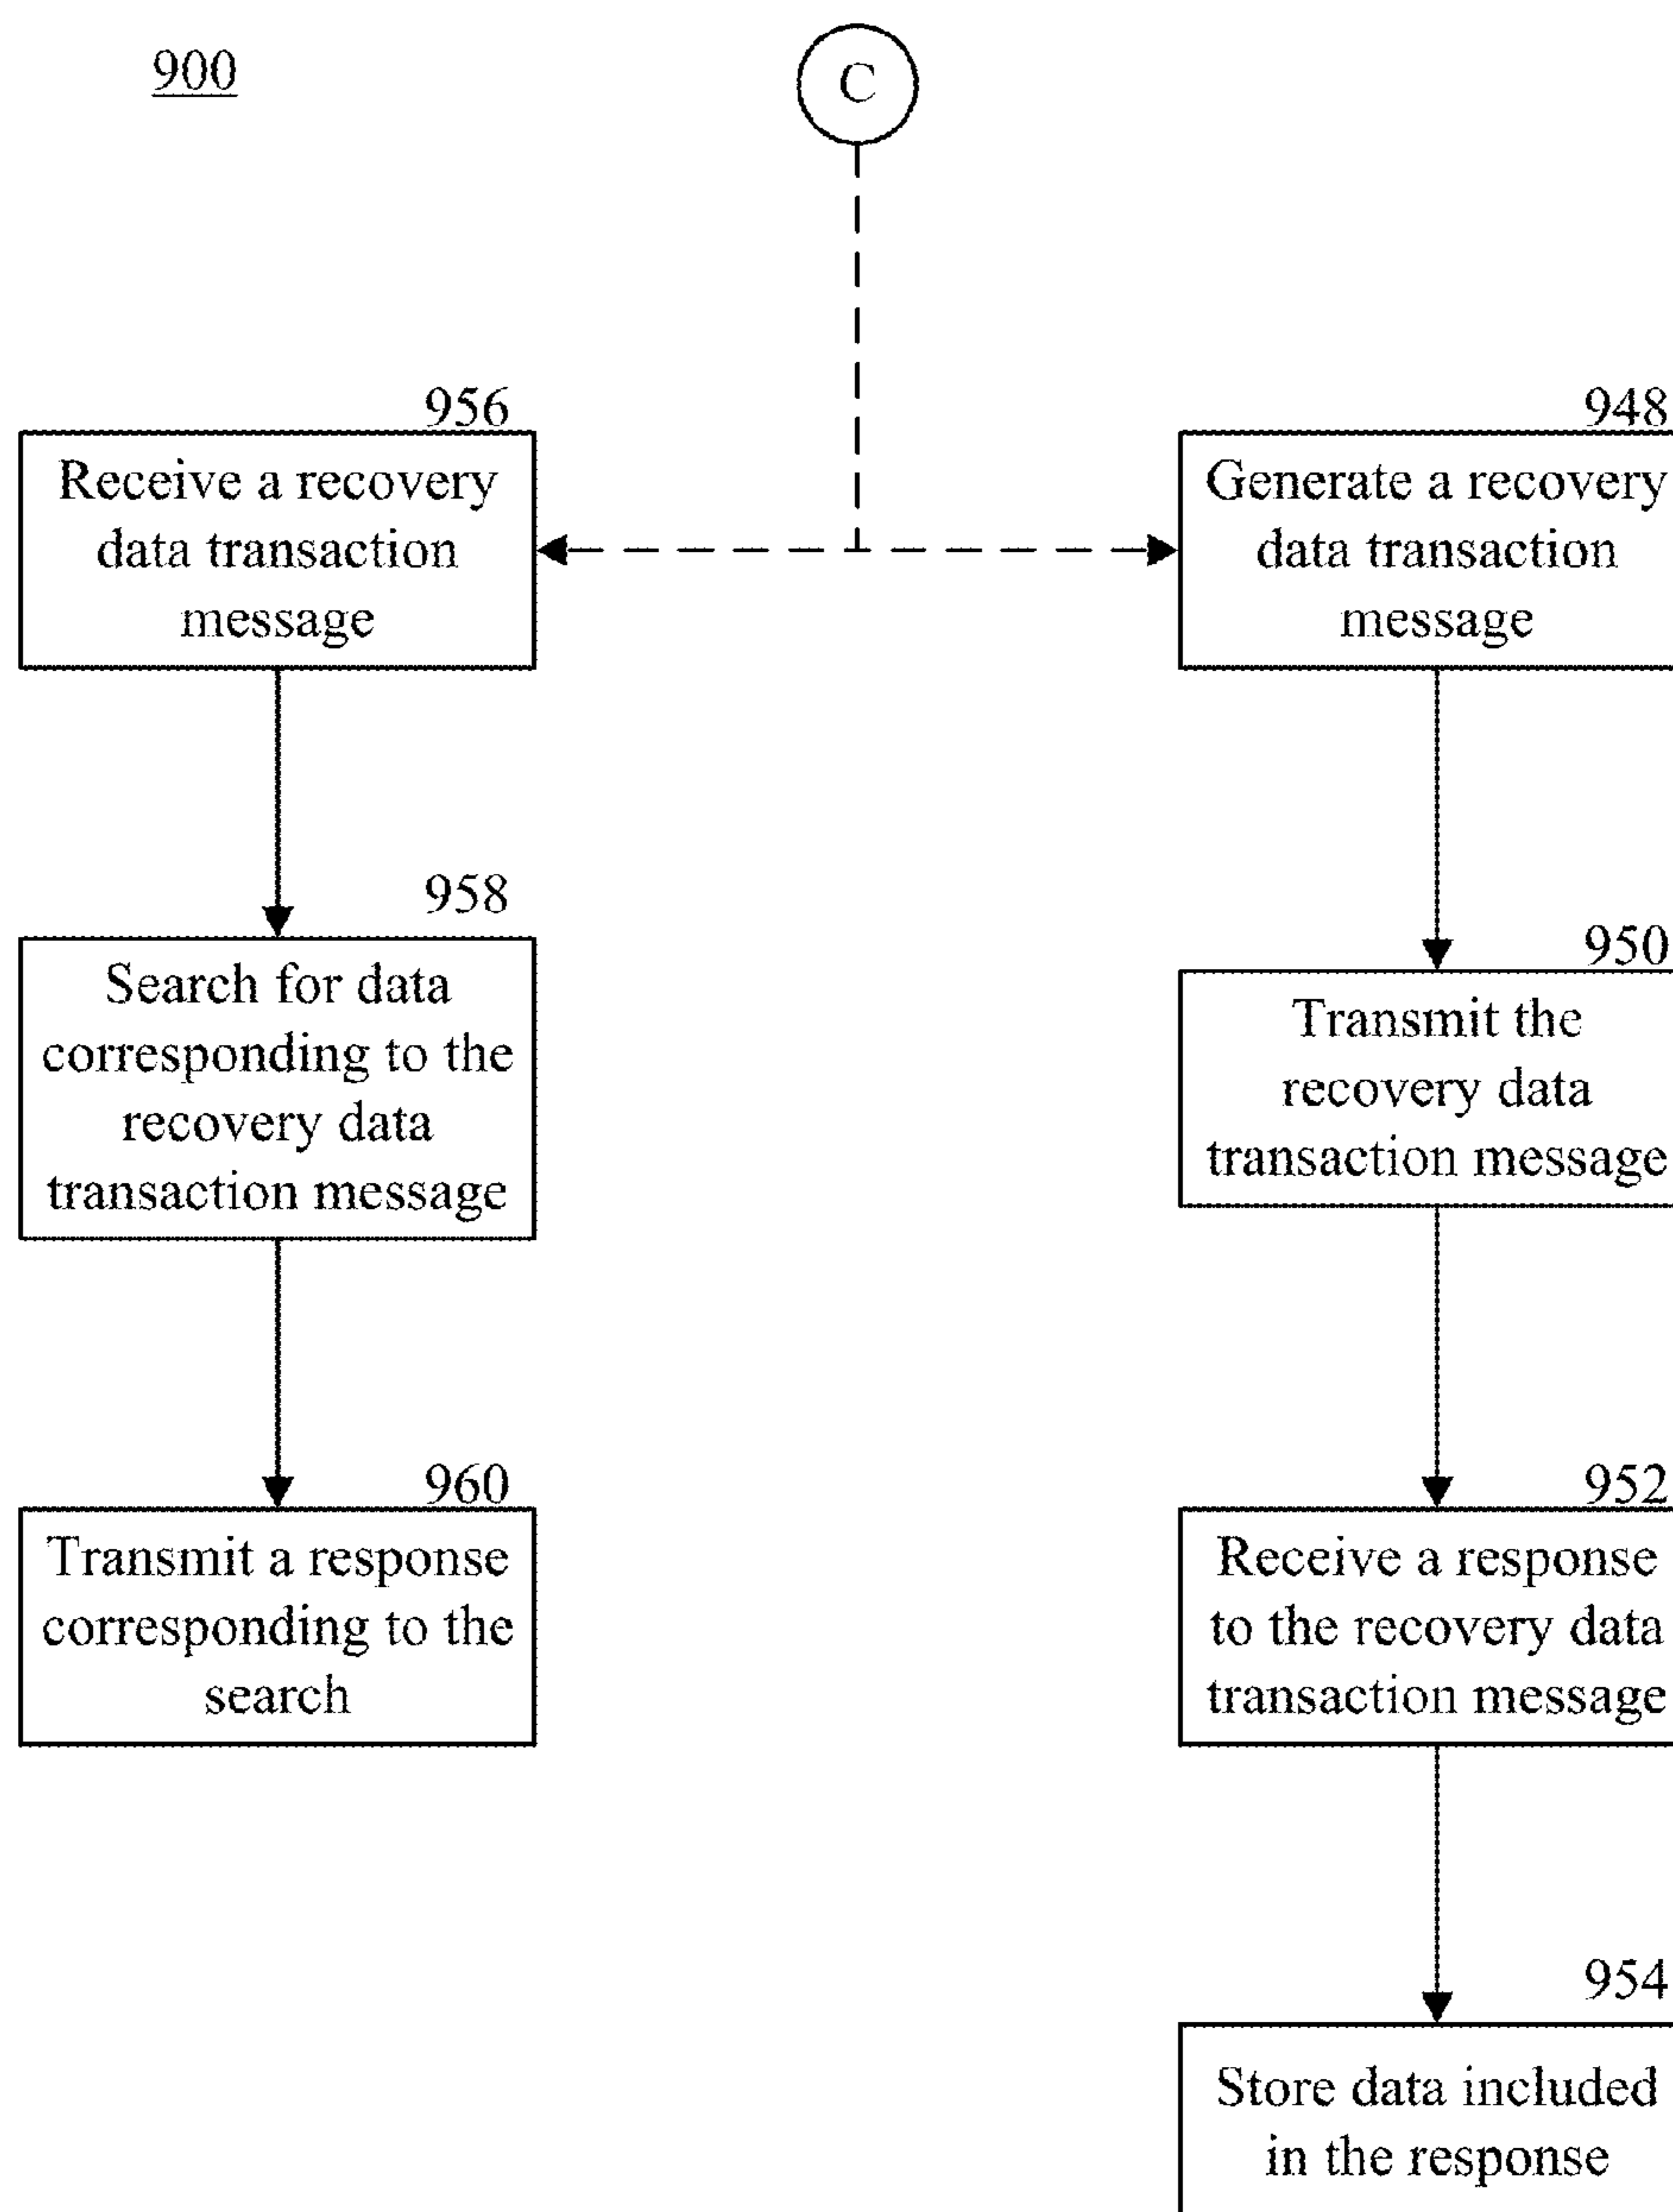 900
C
956
Receive a recovery
data transaction
message
948
Generate a recovery
data transaction
message
958
Search for data
corresponding to the
recovery data
transaction message
950
Transmit the
recovery data
transaction message
960
Transmit a response
corresponding to the
search
952
Receive a response
to the recovery data
transaction message
954
Store data included
in the response